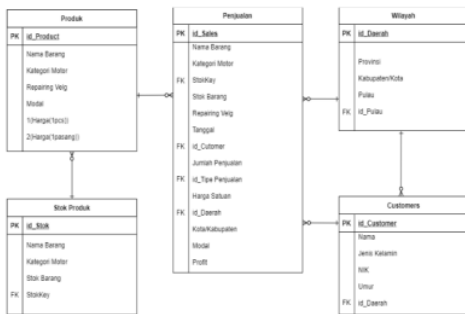 Produk
PK id_Product
Nama Barang
Kategori Motor
Repairing Velg
Modal
1(Harga(1pcs))
2(Harga(1pasang))
Stok Produk
PK id_Stok
Nama Barang
Kategori Motor
Stok Barang
FK StokKey
Penjualan
PK id_Sales
Nama Barang
Kategori Motor
FK StokKey
Stok Barang
Repairing Velg
Tanggal
FK id_Cutomer
Jumlah Penjualan
FK id_Tipe Penjualan
Harga Satuan
FK id_Daerah
Kota/Kabupaten
Modal
Profit
Wilayah
PK id_Daerah
Provinsi
Kabupaten/Kota
Pulau
FK id_Pulau
Customers
PK id_Customer
Nama
Jenis Kelamin
NIK
Umur
FK id_Daerah